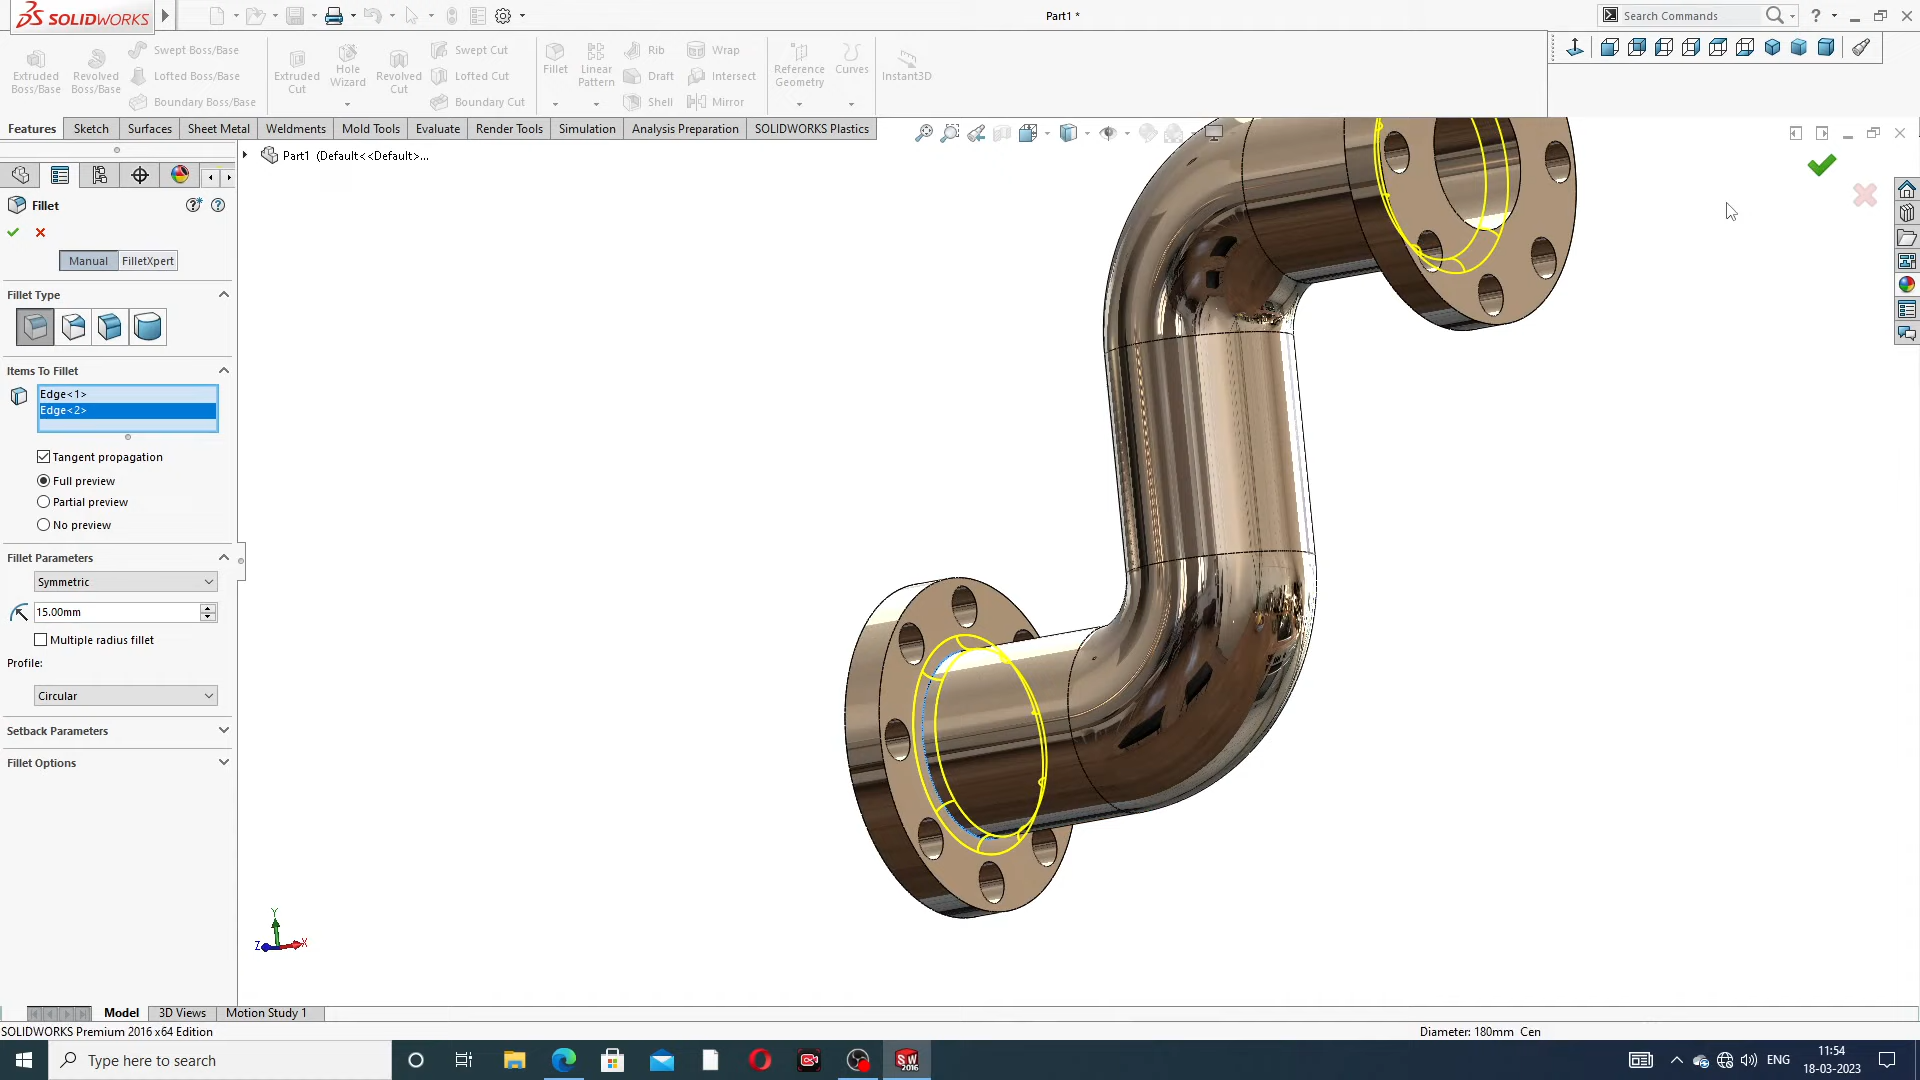 SOLIDWORKS
Part1 *
Search Commands
Extruded Boss/Base
Revolved Boss/Base
Swept Boss/Base
Lofted Boss/Base
Boundary Boss/Base
Extruded Cut
Hole Wizard
Revolved Cut
Swept Cut
Lofted Cut
Boundary Cut
Fillet
Linear Pattern
Rib
Draft
Shell
Wrap
Intersect
Mirror
Reference Geometry
Curves
Instant3D
Features
Sketch
Surfaces
Sheet Metal
Weldments
Mold Tools
Evaluate
Render Tools
Simulation
Analysis Preparation
SOLIDWORKS Plastics
Part1 (Default<<Default>...
Fillet
Manual
FilletXpert
Fillet Type
Items To Fillet
Edge<1>
Edge<2>
Tangent propagation
Full preview
Partial preview
No preview
Fillet Parameters
Symmetric
15.00mm
Multiple radius fillet
Profile:
Circular
Setback Parameters
Fillet Options
Y
Z
X
Model
3D Views
Motion Study 1
SOLIDWORKS Premium 2016 x64 Edition
Diameter: 180mm Cen
Type here to search
SW
2016
ENG
11:54
18-03-2023